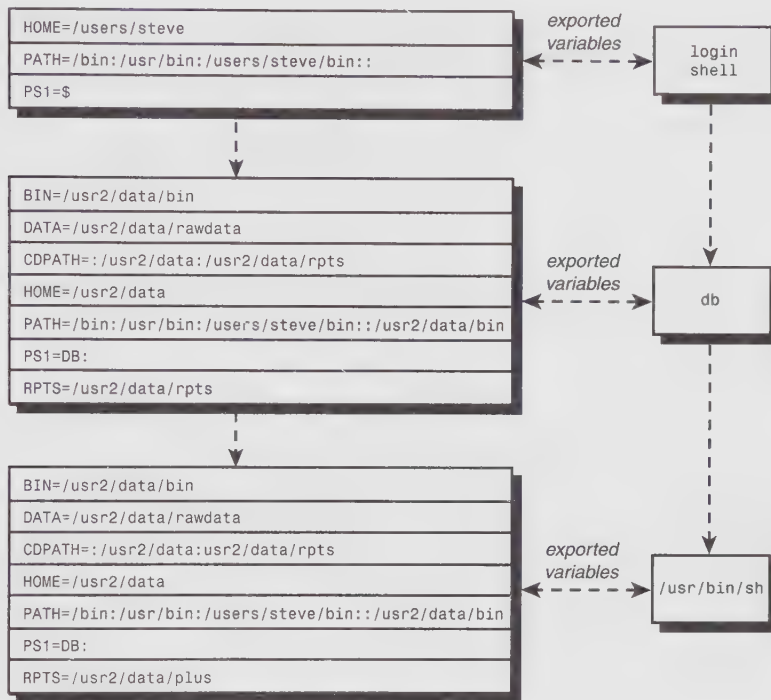 HOME=/users/steve
PATH=/bin:/usr/bin:/users/steve/bin::
PS1=$
exported
variables
login
shell
BIN=/usr2/data/bin
DATA=/usr2/data/rawdata
CDPATH=:/usr2/data:/usr2/data/rpts
HOME=/usr2/data
PATH=/bin:/usr/bin:/users/steve/bin::/usr2/data/bin
PS1=DB:
RPTS=/usr2/data/rpts
exported
variables
db
BIN=/usr2/data/bin
DATA=/usr2/data/rawdata
CDPATH=:/usr2/data:usr2/data/rpts
HOME=/usr2/data
PATH=/bin:/usr/bin:/users/steve/bin::/usr2/data/bin
PS1=DB:
RPTS=/usr2/data/plus
exported
variables
/usr/bin/sh